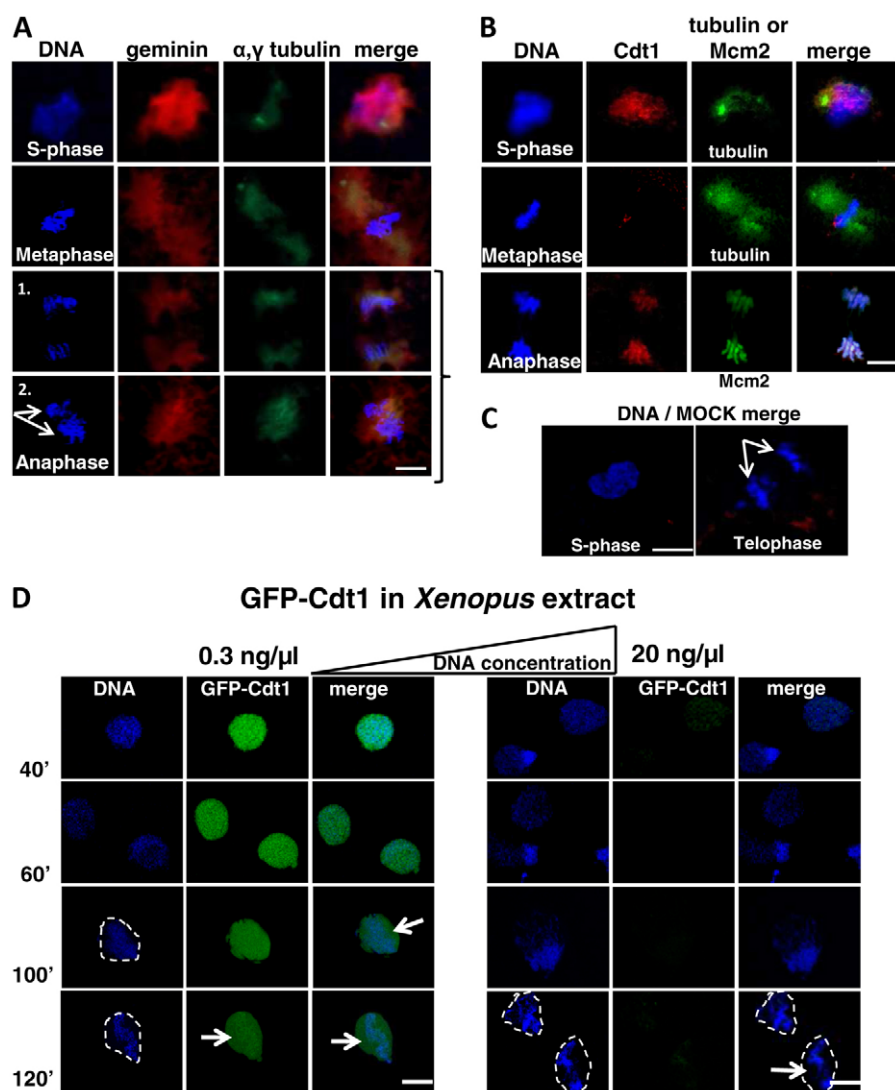 A
DNA geminin α,γ tubulin merge
S-phase
Metaphase
1.
2.
Anaphase
B
tubulin or
DNA Cdt1 Mcm2 merge
S-phase tubulin
Metaphase tubulin
Anaphase
Mcm2
C
DNA / MOCK merge
S-phase Telophase
D
GFP-Cdt1 in Xenopus extract
0.3 ng/µl DNA concentration 20 ng/µl
DNA GFP-Cdt1 merge DNA GFP-Cdt1 merge
40’
60’
100’
120’